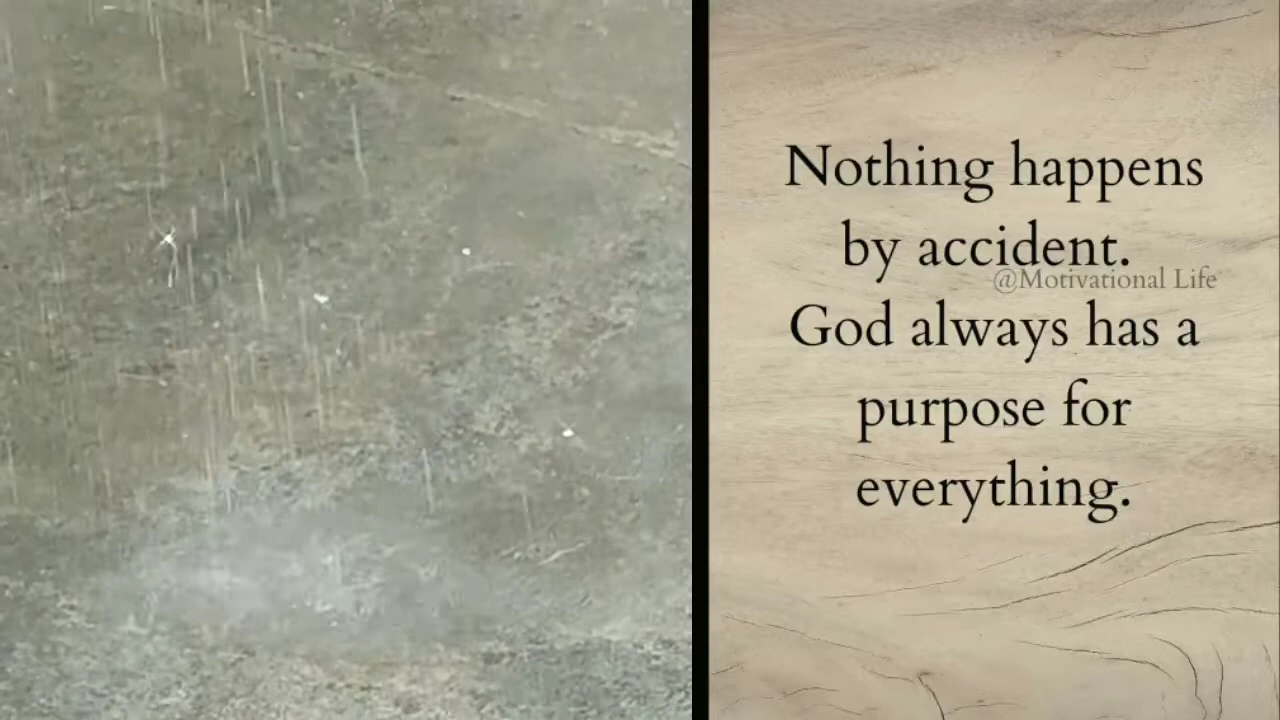 Nothing happens
by accident.
@Motivational Life
God always has a
purpose for
everything.